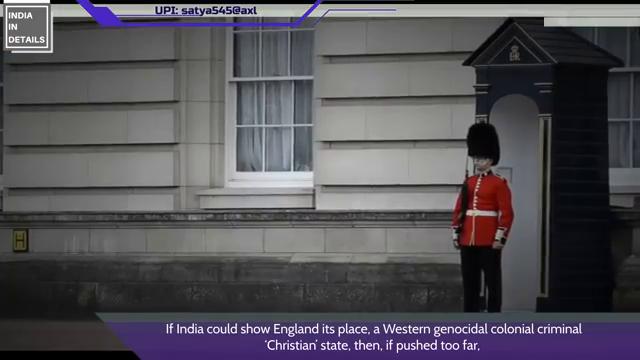 UPI: satya545@axl
INDIA
IN
DETAILS
H
If India could show England its place, a Western genocidal colonial criminal
‘Christian’ state, then, if pushed too far,